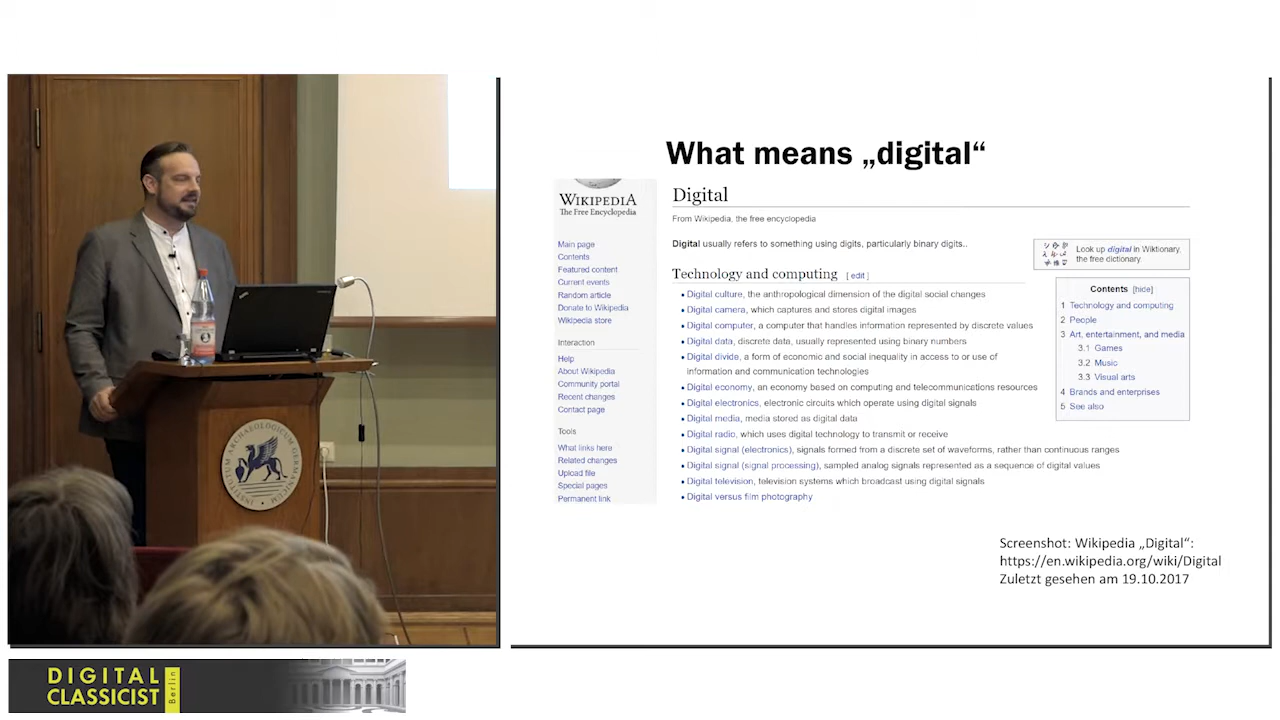 What means „digital“
WIKIPEDIA
The Free Encyclopedia
Main page
Contents
Featured content
Current events
Random article
Donate to Wikipedia
Wikipedia store
Interaction
Help
About Wikipedia
Community portal
Recent changes
Contact page
Tools
What links here
Related changes
Upload file
Special pages
Permanent link
Digital
From Wikipedia, the free encyclopedia
Digital usually refers to something using digits, particularly binary digits..
Technology and computing [ edit ]
• Digital culture, the anthropological dimension of the digital social changes
• Digital camera, which captures and stores digital images
• Digital computer, a computer that handles information represented by discrete values
• Digital data, discrete data, usually represented using binary numbers
• Digital divide, a form of economic and social inequality in access to or use of
information and communication technologies
• Digital economy, an economy based on computing and telecommunications resources
• Digital electronics, electronic circuits which operate using digital signals
• Digital media, media stored as digital data
• Digital radio, which uses digital technology to transmit or receive
• Digital signal (electronics), signals formed from a discrete set of waveforms, rather than continuous ranges
• Digital signal (signal processing), sampled analog signals represented as a sequence of digital values
• Digital television, television systems which broadcast using digital signals
• Digital versus film photography
Look up digital in Wiktionary,
the free dictionary.
Contents [hide]
1 Technology and computing
2 People
3 Art, entertainment, and media
3.1 Games
3.2 Music
3.3 Visual arts
4 Brands and enterprises
5 See also
Screenshot: Wikipedia „Digital“:
https://en.wikipedia.org/wiki/Digital
Zuletzt gesehen am 19.10.2017
INSTITUTUM ARCHAEOLOGICUM GERMANICUM
DIGITAL
CLASSICIST
Berlin